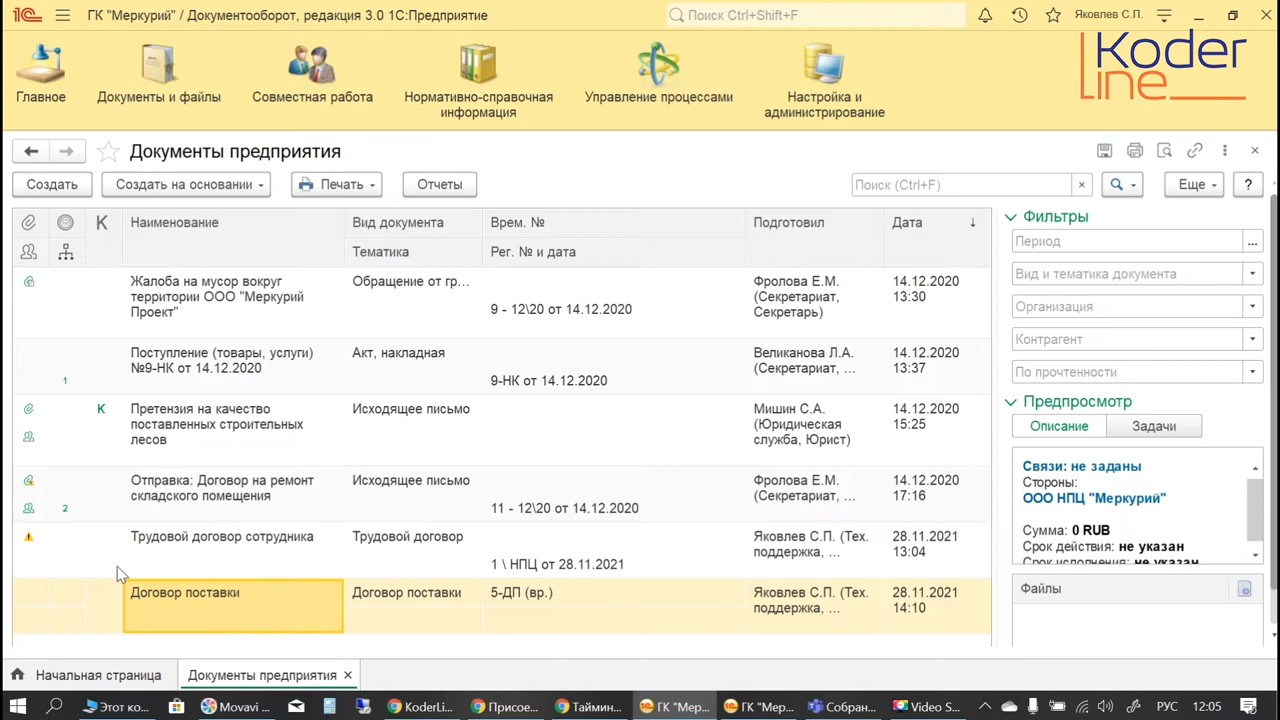 ГК "Меркурий" / Документооборот, редакция 3.0 1С:Предприятие
Поиск Ctrl+Shift+F
Яковлев С.П.
Koder
line
Главное
Документы и файлы
Совместная работа
Нормативно-справочная
информация
Управление процессами
Настройка и
администрирование
Документы предприятия
Создать
Создать на основании
Печать
Отчеты
Поиск (Ctrl+F)
×
Еще
?
К
Наименование
Вид документа
Врем. №
Подготовил
Дата
Тематика
Рег. № и дата
Жалоба на мусор вокруг
территории ООО "Меркурий
Проект"
Обращение от гр…
9 - 12\20 от 14.12.2020
Фролова Е.М.
(Секретариат,
Секретарь)
14.12.2020
13:30
1
Поступление (товары, услуги)
№9-НК от 14.12.2020
Акт, накладная
9-НК от 14.12.2020
Великанова Л.А.
(Секретариат, ...
14.12.2020
13:37
К
Претензия на качество
поставленных строительных
лесов
Исходящее письмо
Мишин С.А.
(Юридическая
служба, Юрист)
14.12.2020
15:25
2
Отправка: Договор на ремонт
складского помещения
Исходящее письмо
11 - 12\20 от 14.12.2020
Фролова Е.М.
(Секретариат, ...
14.12.2020
17:16
Трудовой договор сотрудника
Трудовой договор
1 \ НПЦ от 28.11.2021
Яковлев С.П. (Тех.
поддержка, ...
28.11.2021
13:04
Договор поставки
Договор поставки
5-ДП (вр.)
Яковлев С.П. (Тех.
поддержка, ...
28.11.2021
14:10
Фильтры
Период
...
Вид и тематика документа
Организация
Контрагент
По прочтенности
Предпросмотр
Описание
Задачи
Связи: не заданы
Стороны:
ООО НПЦ "Меркурий"
Сумма: 0 RUB
Срок действия: не указан
Срок исполнения: не указан
Файлы
Начальная страница
Документы предприятия ×
Этот ко...
Movavi ...
KoderLi...
Присое...
Таймин...
ГК "Мер...
ГК "Мер...
Собран...
Video S...
РУС
12:05